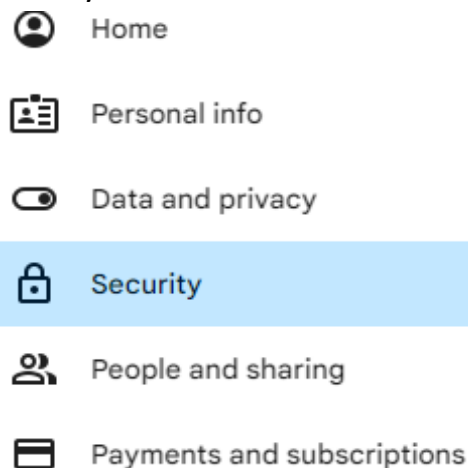 Home
Personal info
Data and privacy
Security
People and sharing
Payments and subscriptions